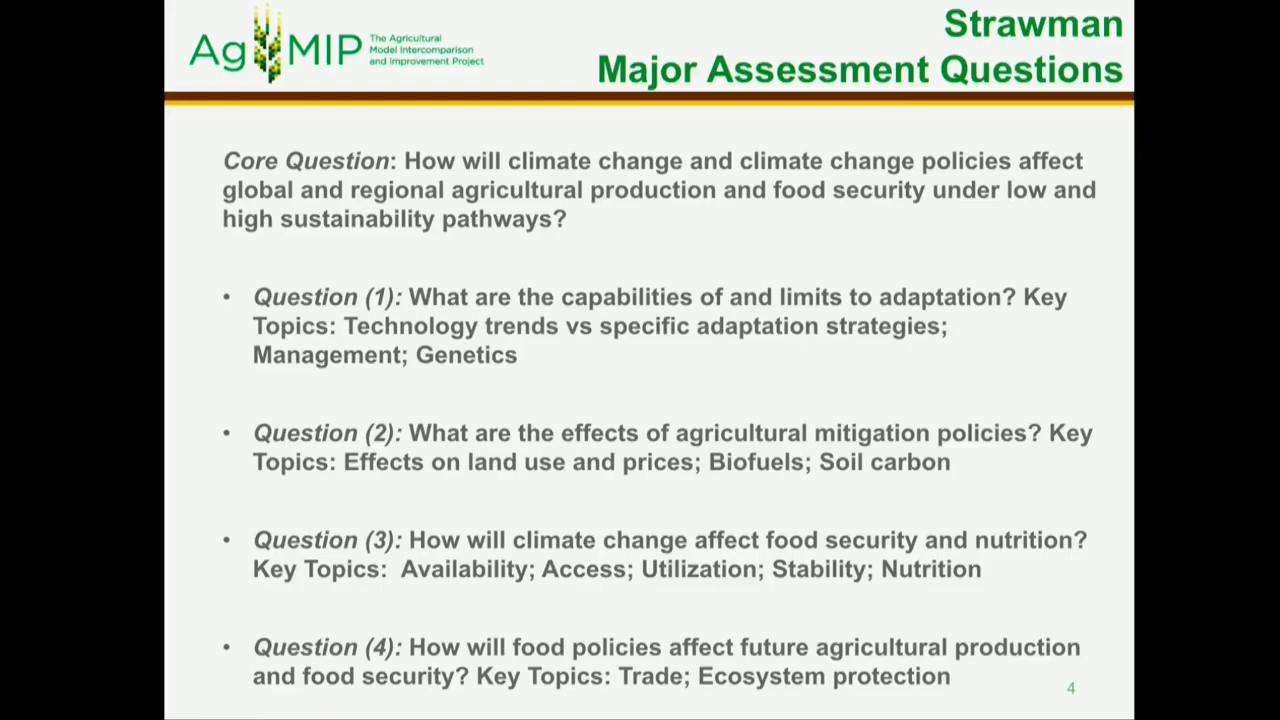 AgMIP
The Agricultural
Model Intercomparison
and Improvement Project
Strawman
Major Assessment Questions
Core Question: How will climate change and climate change policies affect
global and regional agricultural production and food security under low and
high sustainability pathways?
• Question (1): What are the capabilities of and limits to adaptation? Key
Topics: Technology trends vs specific adaptation strategies;
Management; Genetics
• Question (2): What are the effects of agricultural mitigation policies? Key
Topics: Effects on land use and prices; Biofuels; Soil carbon
• Question (3): How will climate change affect food security and nutrition?
Key Topics:  Availability; Access; Utilization; Stability; Nutrition
• Question (4): How will food policies affect future agricultural production
and food security? Key Topics: Trade; Ecosystem protection
4